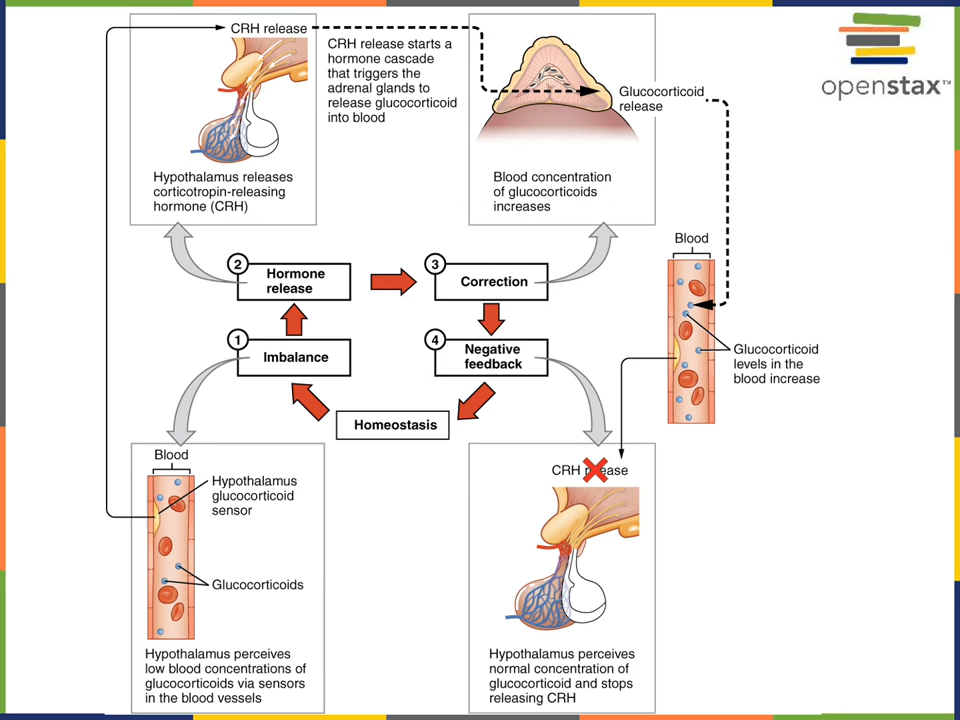 CRH release
CRH release starts a
hormone cascade
that triggers the
adrenal glands to
release glucocorticoid
into blood
Hypothalamus releases
corticotropin-releasing
hormone (CRH)
Glucocorticoid
release
Blood concentration
of glucocorticoids
increases
openstax™
2
Hormone
release
3
Correction
1
Imbalance
4
Negative
feedback
Homeostasis
Blood
Glucocorticoid
levels in the
blood increase
Blood
Hypothalamus
glucocorticoid
sensor
Glucocorticoids
Hypothalamus perceives
low blood concentrations of
glucocorticoids via sensors
in the blood vessels
CRH release
Hypothalamus perceives
normal concentration of
glucocorticoid and stops
releasing CRH